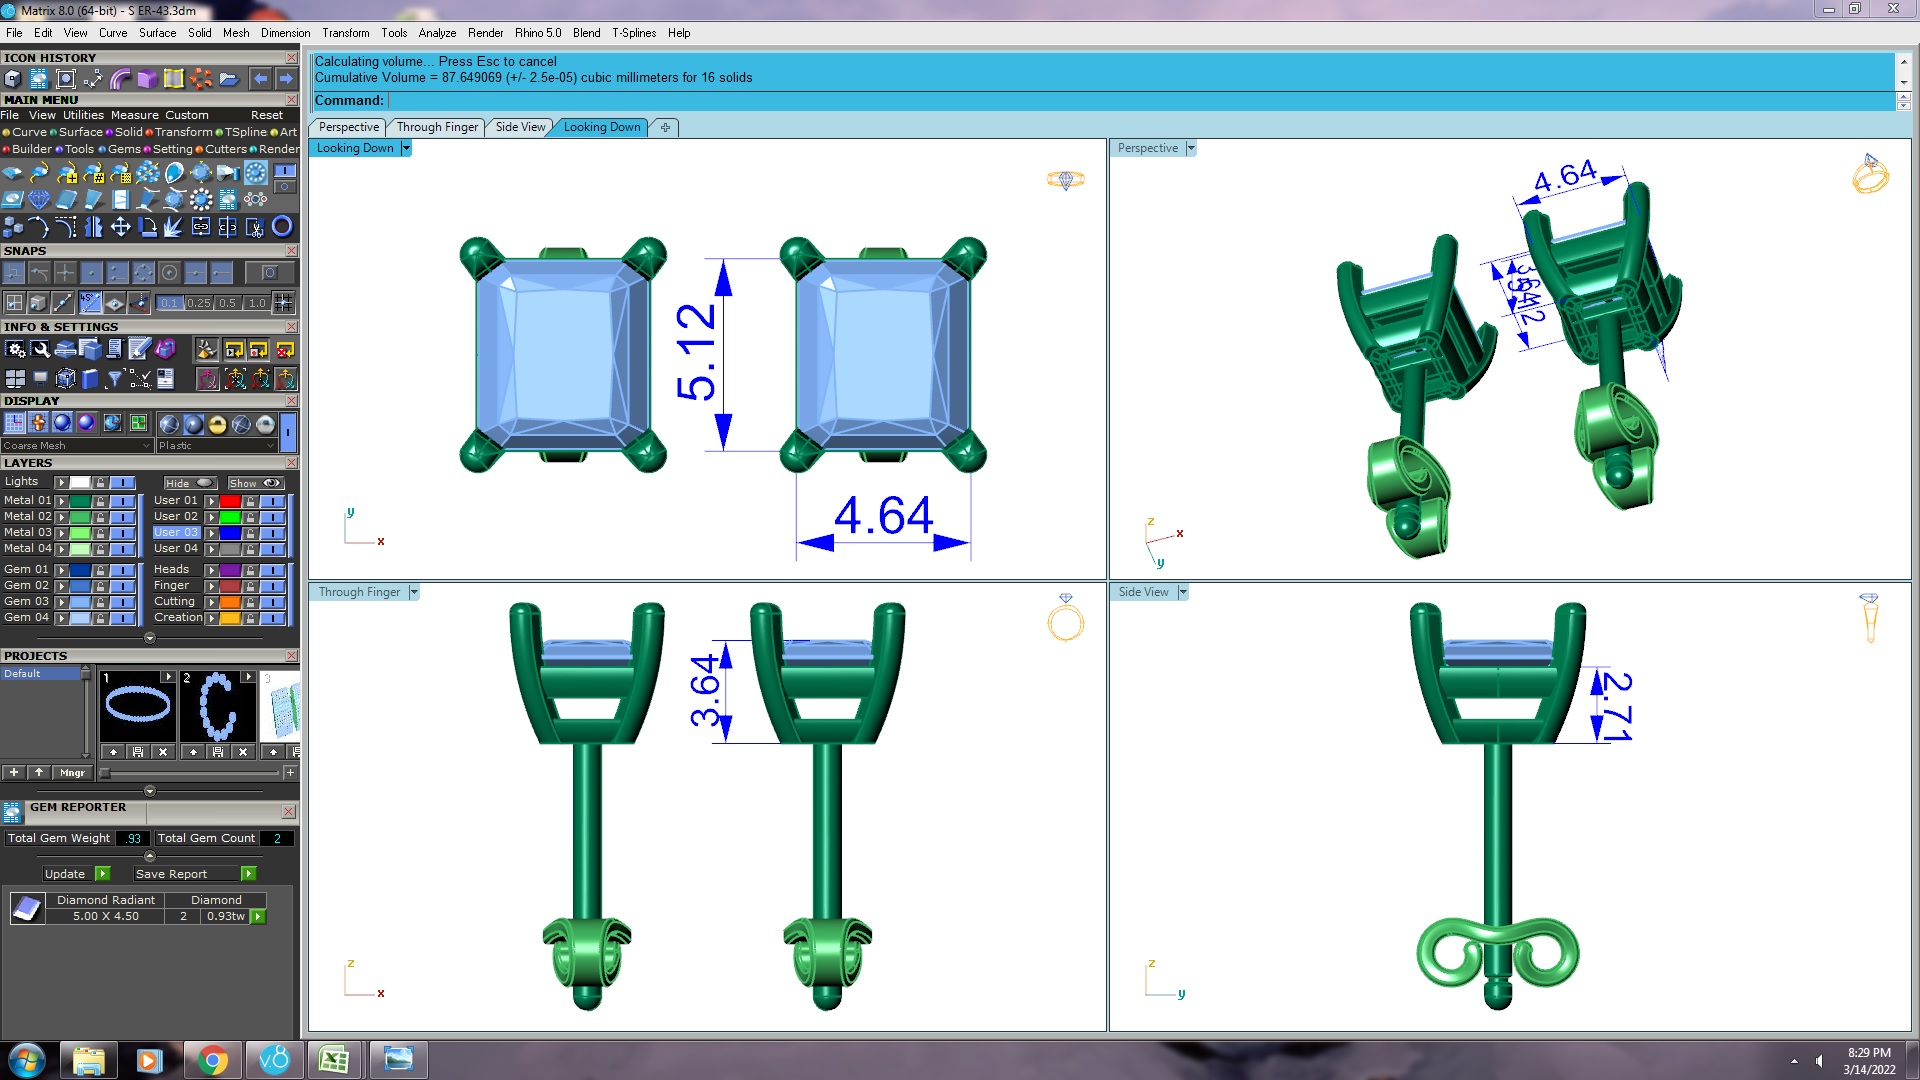 Matrix 8.0 (64-bit) - S ER-43.3dm
File Edit View Curve Surface Solid Mesh Dimension Transform Tools Analyze Render Rhino 5.0 Blend T-Splines Help
ICON HISTORY
MAIN MENU
File View Utilities Measure Custom Reset
Curve Surface Solid Transform TSpline Art
Builder Tools Gems Setting Cutters Render
SNAPS
45°
0.1 0.25 0.5 1.0
INFO & SETTINGS
DISPLAY
Coarse Mesh Plastic
LAYERS
Lights Hide Show
Metal 01 User 01
Metal 02 User 02
Metal 03 User 03
Metal 04 User 04
Gem 01 Heads
Gem 02 Finger
Gem 03 Cutting
Gem 04 Creation
PROJECTS
Default
1 2 3
Mngr
GEM REPORTER
Total Gem Weight .93 Total Gem Count 2
Update Save Report
Diamond Radiant Diamond
5.00 X 4.50 2 0.93tw
Calculating volume... Press Esc to cancel
Cumulative Volume = 87.649069 (+/- 2.5e-05) cubic millimeters for 16 solids
Command:
Perspective Through Finger Side View Looking Down
Looking Down
5.12
4.64
y
x
Perspective
4.64
z
x
y
Through Finger
3.64
z
x
Side View
2.71
z
y
v8
8:29 PM
3/14/2022